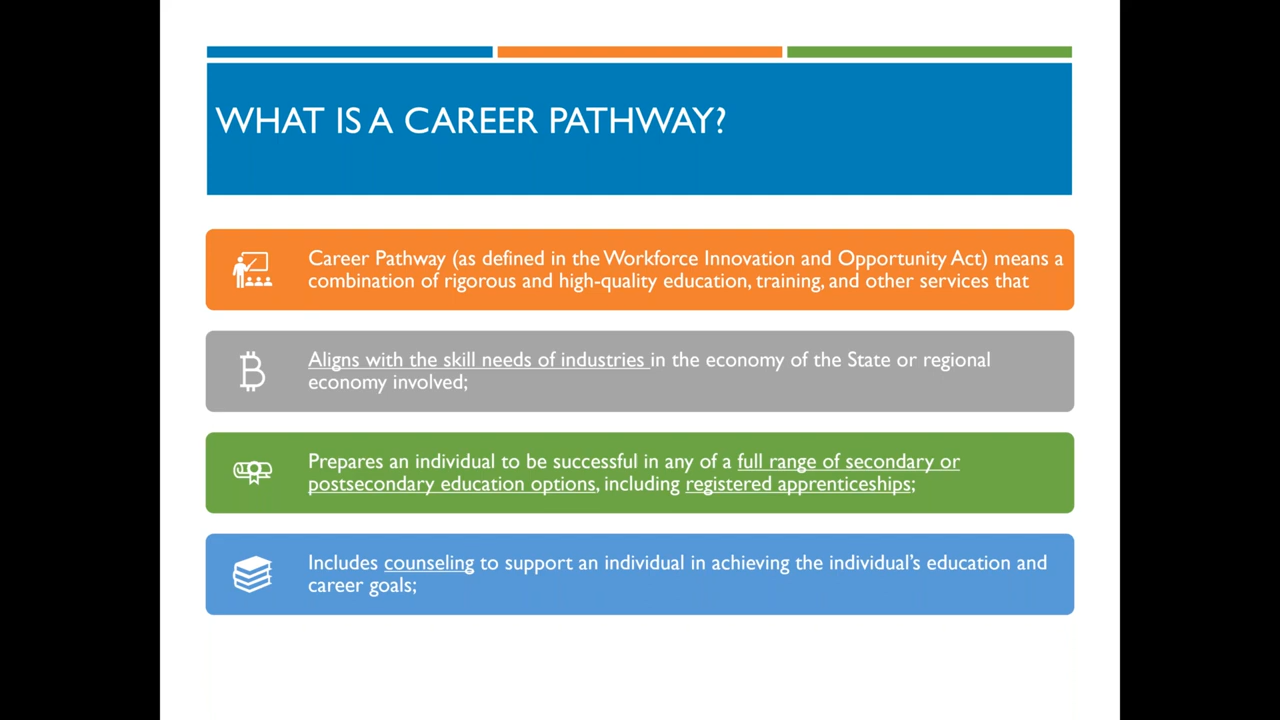 WHAT IS A CAREER PATHWAY?
Career Pathway (as defined in the Workforce Innovation and Opportunity Act) means a
combination of rigorous and high-quality education, training, and other services that
Aligns with the skill needs of industries in the economy of the State or regional
economy involved;
Prepares an individual to be successful in any of a full range of secondary or
postsecondary education options, including registered apprenticeships;
Includes counseling to support an individual in achieving the individual’s education and
career goals;